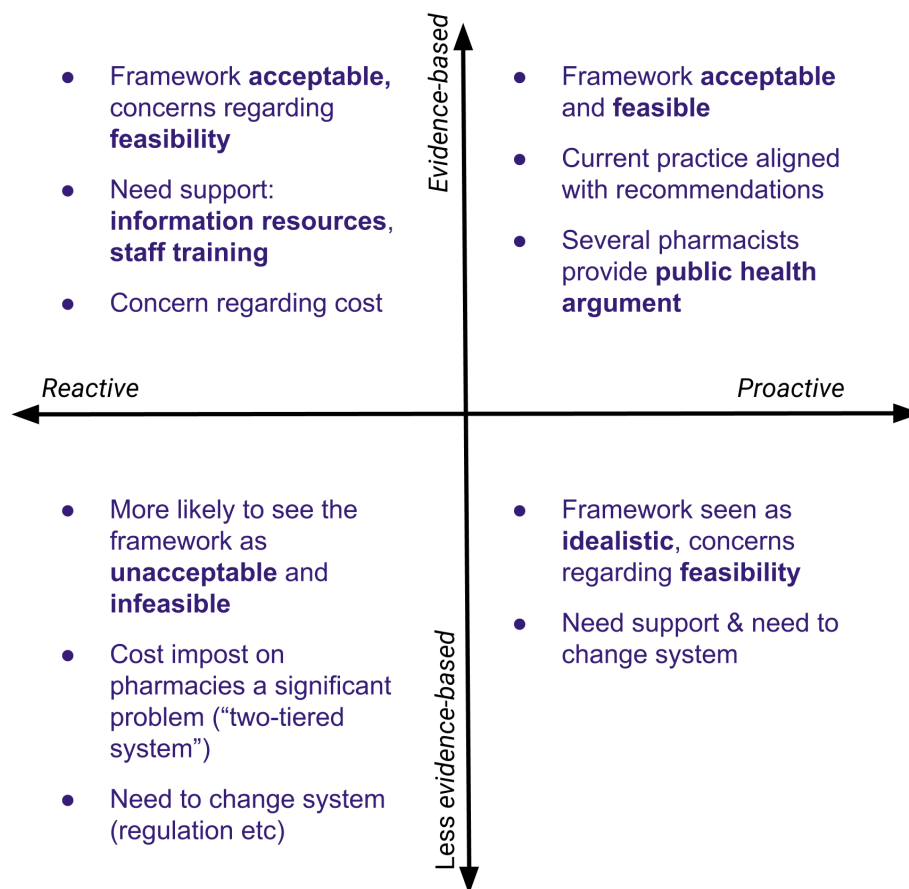 Evidence-based
● Framework acceptable,
concerns regarding
feasibility
● Need support:
information resources,
staff training
● Concern regarding cost
● Framework acceptable
and feasible
● Current practice aligned
with recommendations
● Several pharmacists
provide public health
argument
Reactive
Proactive
● More likely to see the
framework as
unacceptable and
infeasible
● Cost impost on
pharmacies a significant
problem (“two-tiered
system”)
● Need to change system
(regulation etc)
Less evidence-based
● Framework seen as
idealistic, concerns
regarding feasibility
● Need support & need to
change system